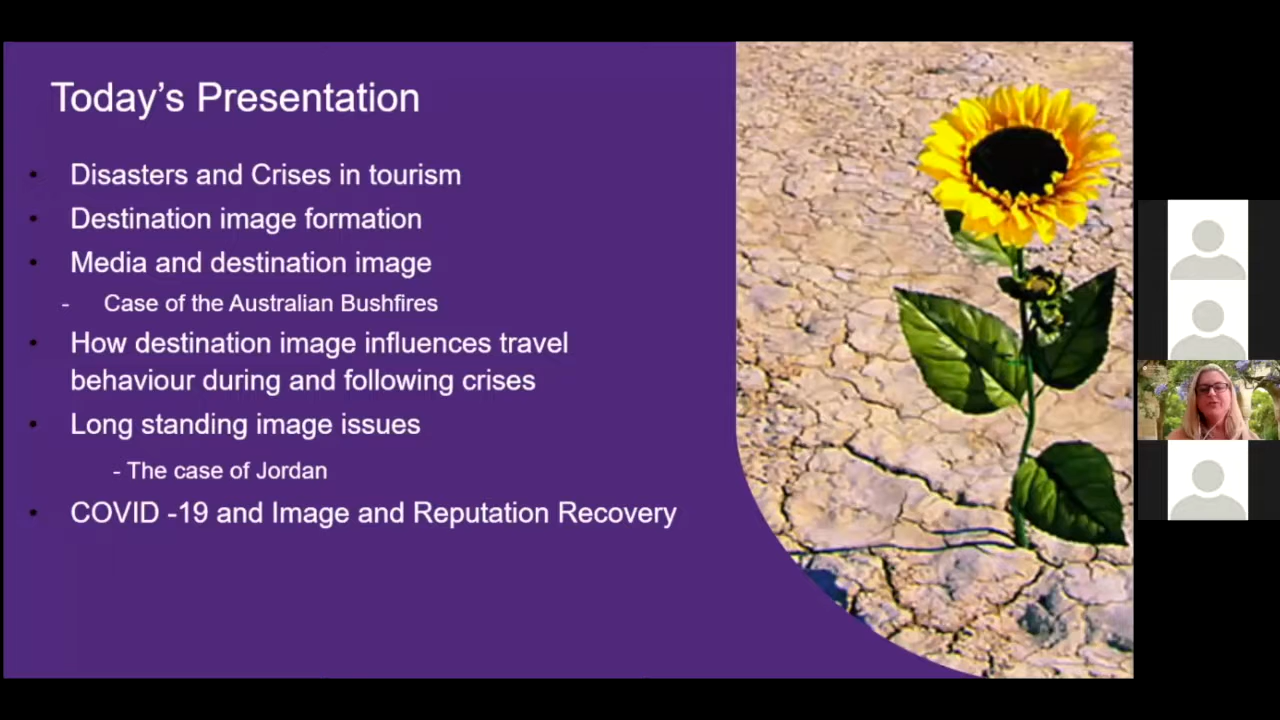 Today's Presentation
• Disasters and Crises in tourism
• Destination image formation
• Media and destination image
- Case of the Australian Bushfires
• How destination image influences travel
behaviour during and following crises
• Long standing image issues
- The case of Jordan
• COVID -19 and Image and Reputation Recovery